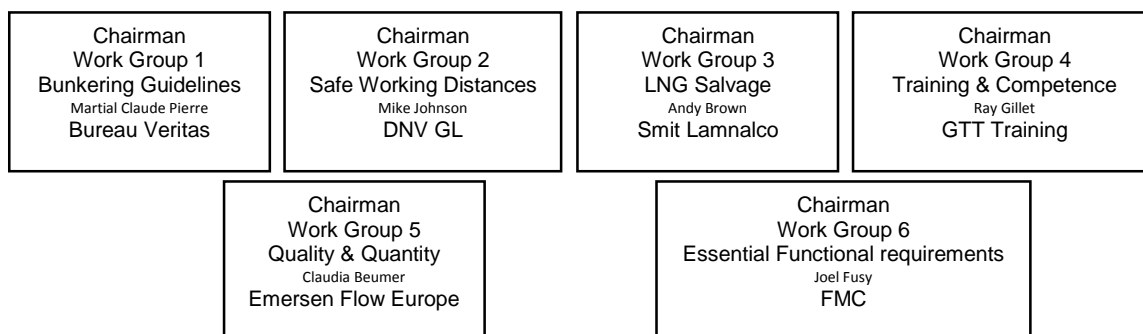 Chairman
Work Group 1
Bunkering Guidelines
Martial Claude Pierre
Bureau Veritas
Chairman
Work Group 2
Safe Working Distances
Mike Johnson
DNV GL
Chairman
Work Group 3
LNG Salvage
Andy Brown
Smit Lamnalco
Chairman
Work Group 4
Training & Competence
Ray Gillet
GTT Training
Chairman
Work Group 5
Quality & Quantity
Claudia Beumer
Emersen Flow Europe
Chairman
Work Group 6
Essential Functional requirements
Joel Fusy
FMC